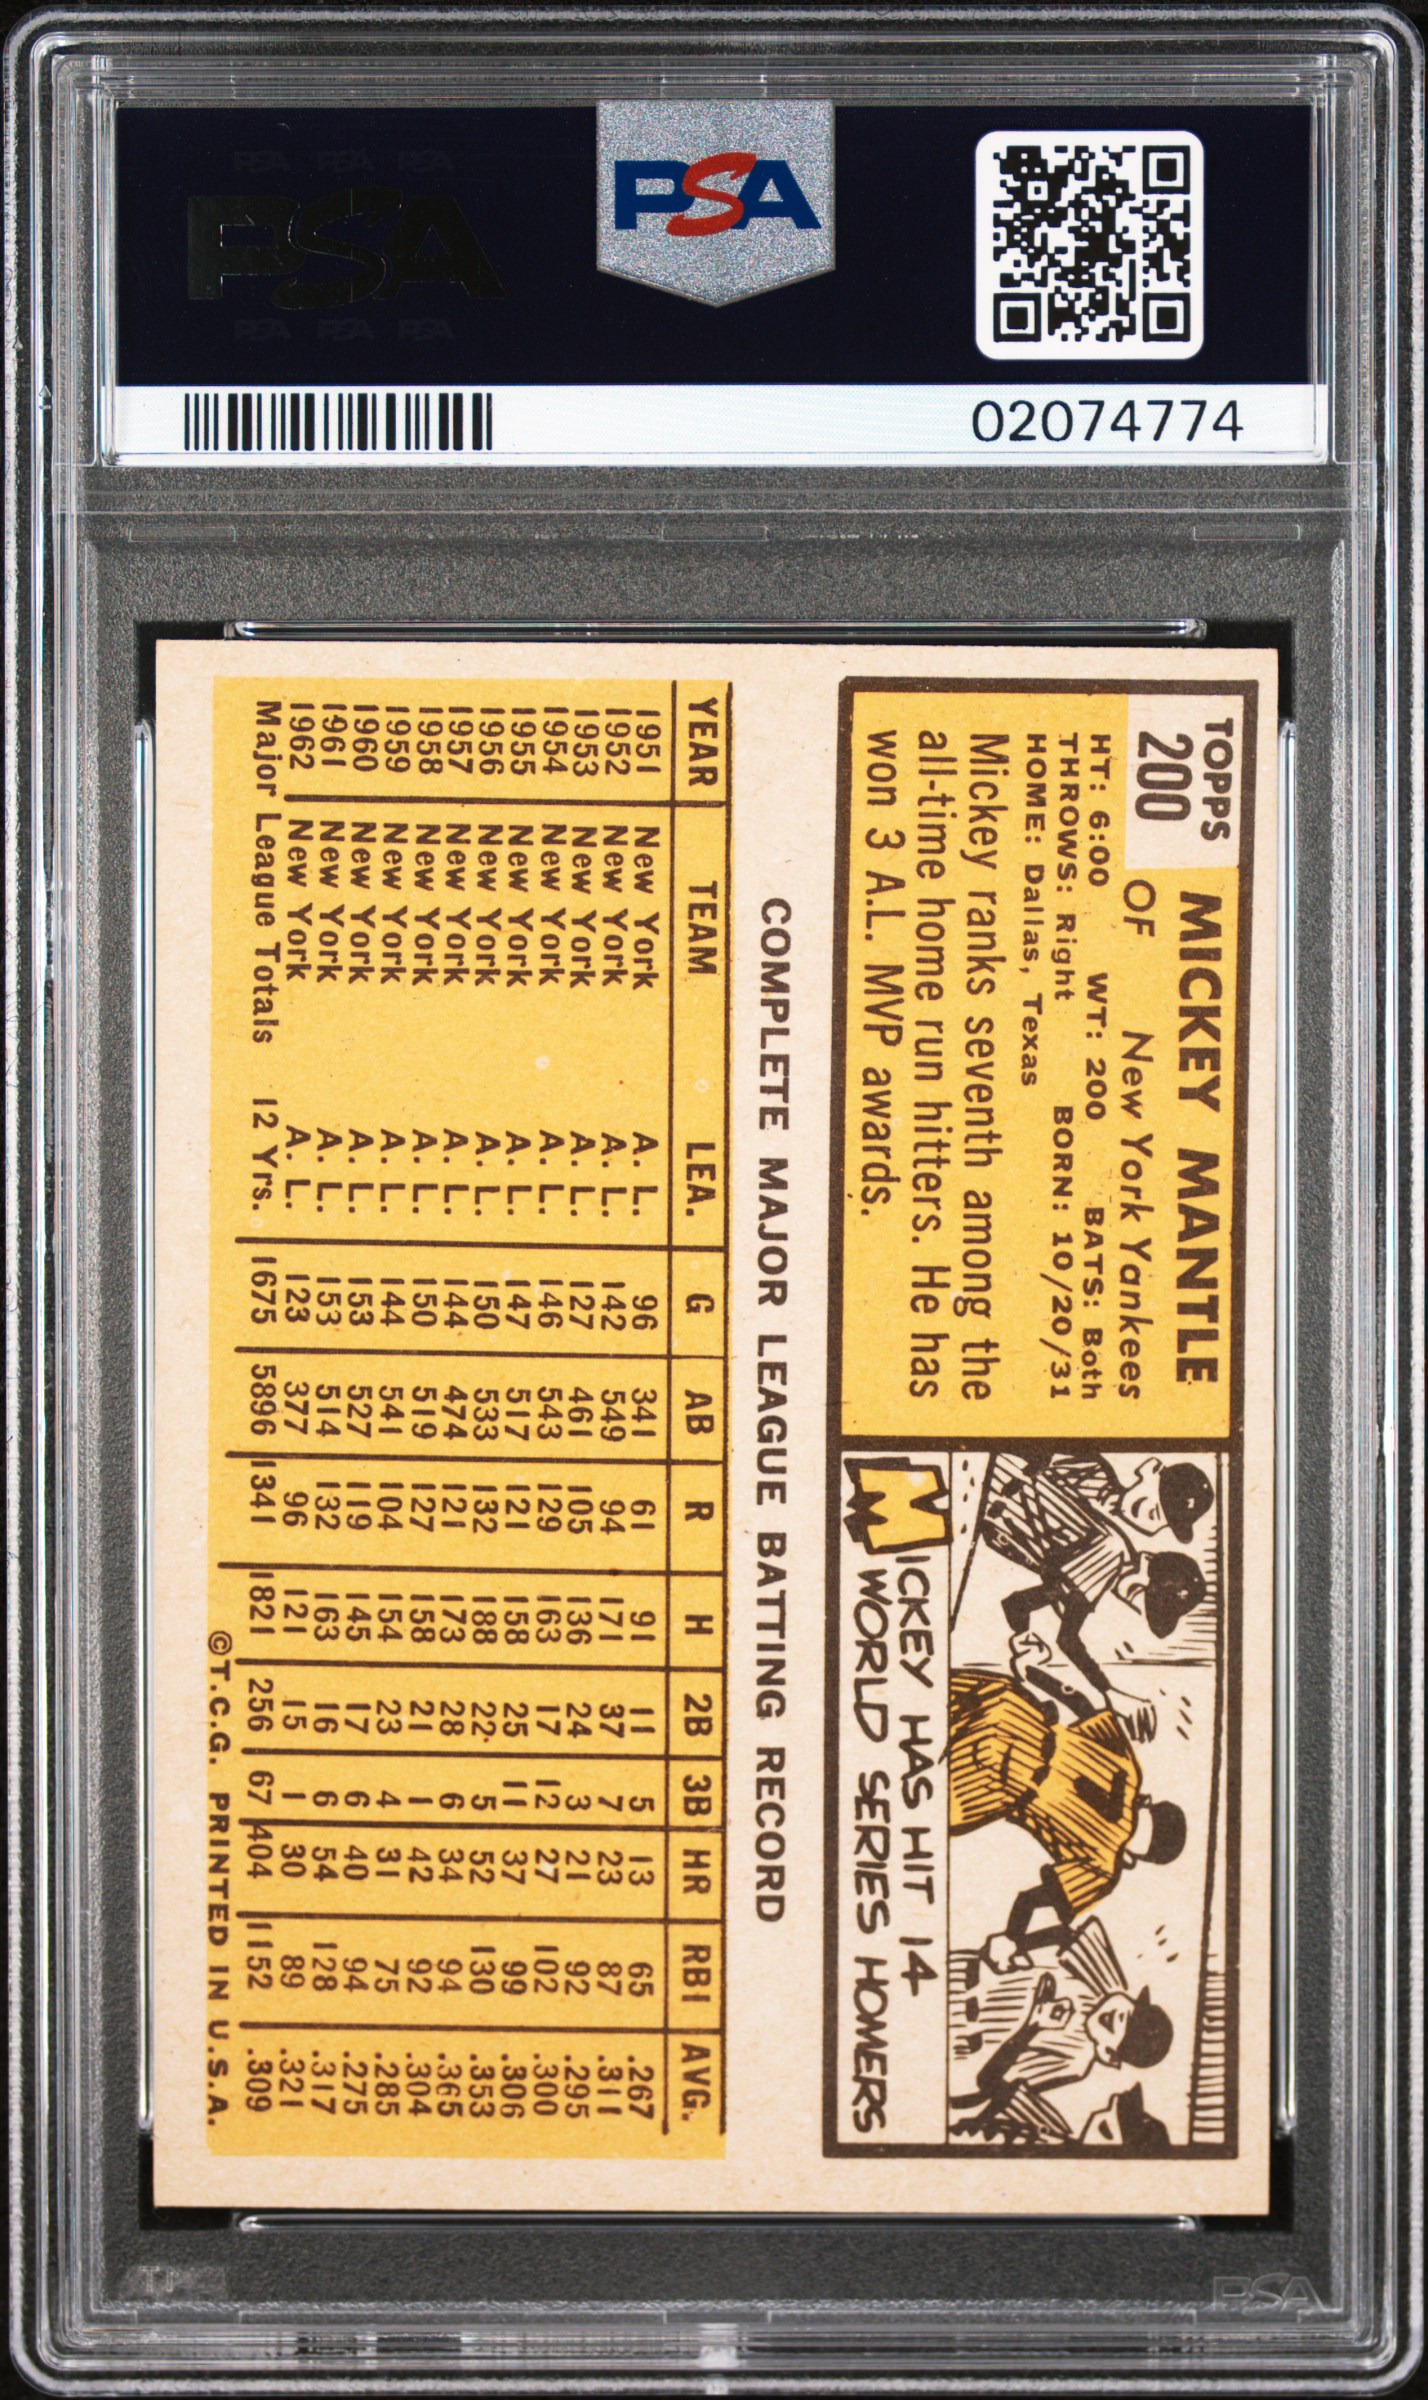 PSA PSA PSA
PSA
PSA PSA PSA
PSA
02074774
TOPPS
200
MICKEY MANTLE
OF New York Yankees
HT: 6:00 WT: 200 BATS: Both
THROWS: Right BORN: 10/20/31
HOME: Dallas, Texas
Mickey ranks seventh among the
all-time home run hitters. He has
won 3 A.L. MVP awards.
7
MICKEY HAS HIT 14
WORLD SERIES HOMERS
COMPLETE MAJOR LEAGUE BATTING RECORD
YEAR TEAM LEA. G AB R H 2B 3B HR RBI AVG.
1951 New York A. L. 96 341 61 91 11 5 13 65 .267
1952 New York A. L. 142 549 94 171 37 7 23 87 .311
1953 New York A. L. 127 461 105 136 24 3 21 92 .295
1954 New York A. L. 146 543 129 163 17 12 27 102 .300
1955 New York A. L. 147 517 121 158 25 11 37 99 .306
1956 New York A. L. 150 533 132 188 22 5 52 130 .353
1957 New York A. L. 144 474 121 173 28 6 34 94 .365
1958 New York A. L. 150 519 127 158 21 1 42 92 .304
1959 New York A. L. 144 541 104 154 23 4 31 75 .285
1960 New York A. L. 153 527 119 145 17 6 40 94 .275
1961 New York A. L. 153 514 132 163 16 6 54 128 .317
1962 New York A. L. 123 377 96 121 15 1 30 89 .321
Major League Totals 12 Yrs. 1675 5896 1341 1821 256 67 404 1152 .309
©T.C.G. PRINTED IN U.S.A.
PSA